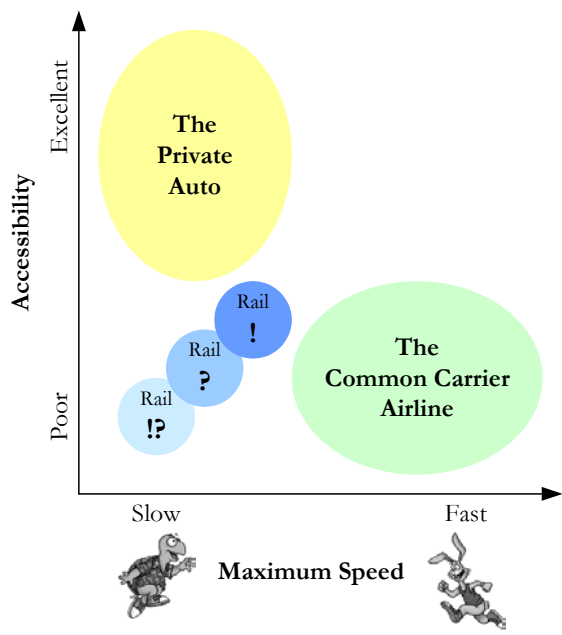 Excellent
Accessibility
Poor
The
Private
Auto
Rail
!
Rail
?
Rail
!?
The
Common Carrier
Airline
Slow
Fast
Maximum Speed